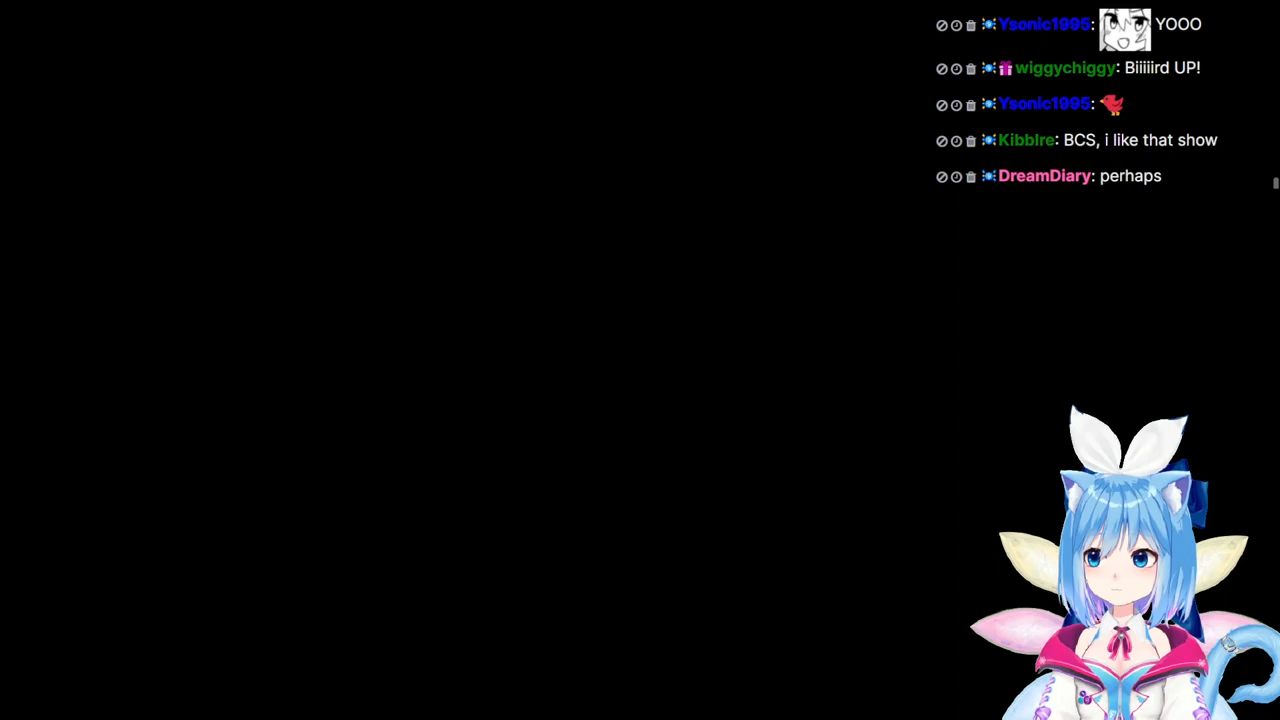 Ysonic1995: YOOO
wiggychiggy: Biiiiird UP!
Ysonic1995:
Kibblre: BCS, i like that show
DreamDiary: perhaps